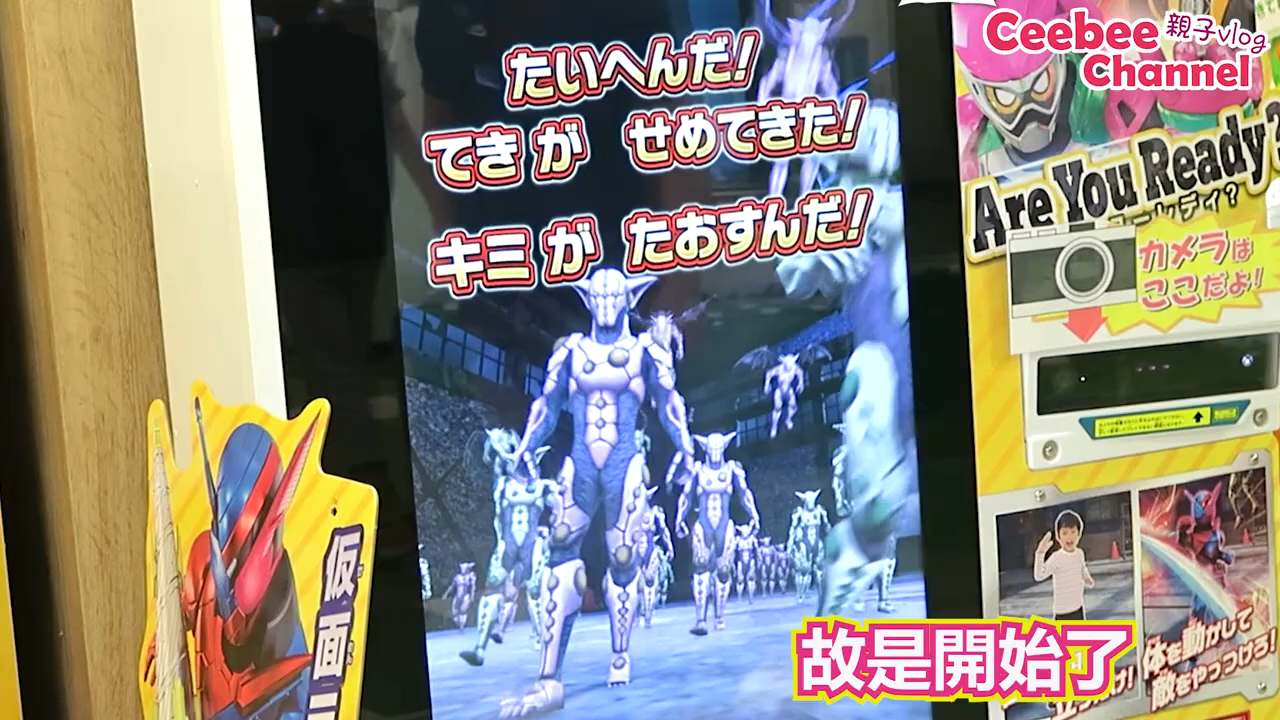 たいへんだ!
てき が せめてきた!
キミ が たおすんだ!
Ceebee 親子vlog
Channel
Are You Ready?
カメラは
ここだよ!
仮面
体を動かして
敵をやっつけろ!
故是開始了